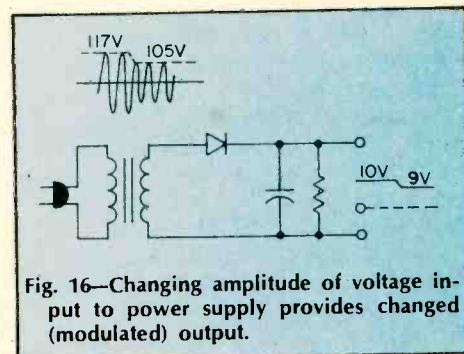 117V 105V
10V 9V
Fig. 16—Changing amplitude of voltage in-
put to power supply provides changed
(modulated) output.